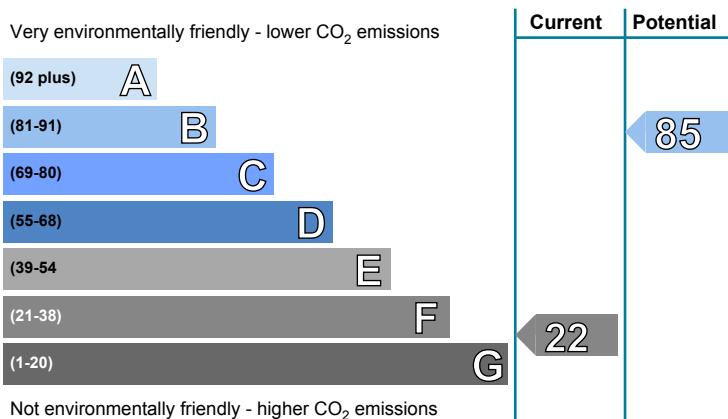 Current Potential
Very environmentally friendly - lower CO2 emissions
(92 plus) A
(81-91) B
85
(69-80) C
(55-68) D
(39-54 E
(21-38) F
22
(1-20) G
Not environmentally friendly - higher CO2 emissions